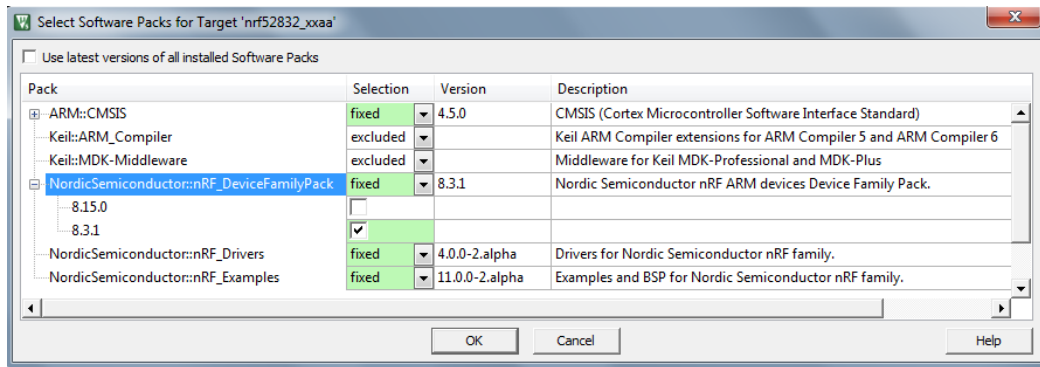 Select Software Packs for Target 'nrf52832_xxaa'
Use latest versions of all installed Software Packs
Pack Selection Version Description
ARM::CMSIS fixed 4.5.0 CMSIS (Cortex Microcontroller Software Interface Standard)
Keil::ARM_Compiler excluded Keil ARM Compiler extensions for ARM Compiler 5 and ARM Compiler 6
Keil::MDK-Middleware excluded Middleware for Keil MDK-Professional and MDK-Plus
NordicSemiconductor::nRF_DeviceFamilyPack fixed 8.3.1 Nordic Semiconductor nRF ARM devices Device Family Pack.
8.15.0
8.3.1
NordicSemiconductor::nRF_Drivers fixed 4.0.0-2.alpha Drivers for Nordic Semiconductor nRF family.
NordicSemiconductor::nRF_Examples fixed 11.0.0-2.alpha Examples and BSP for Nordic Semiconductor nRF family.
OK Cancel Help